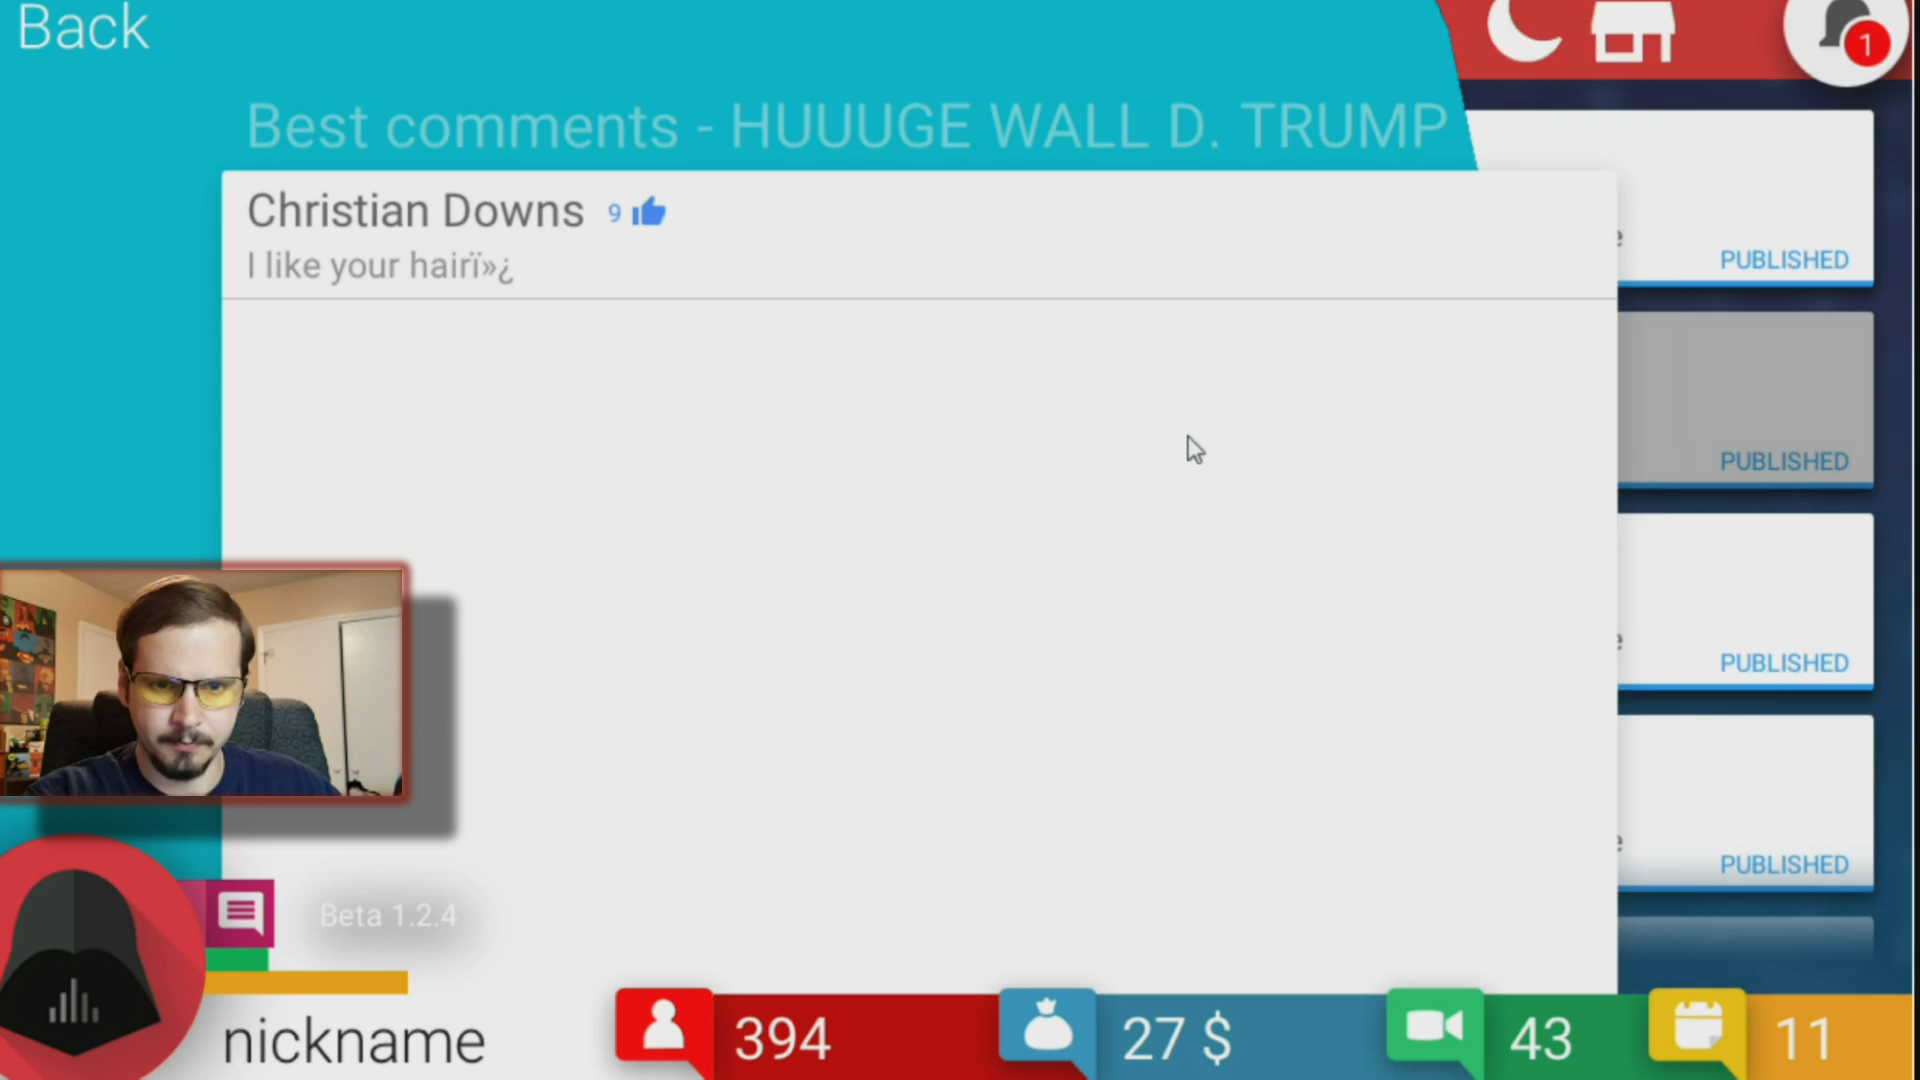 Back
1
Best comments - HUUUGE WALL D. TRUMP
Christian Downs 9
I like your hairï»¿
PUBLISHED
PUBLISHED
PUBLISHED
PUBLISHED
Beta 1.2.4
nickname
394
27 $
43
11